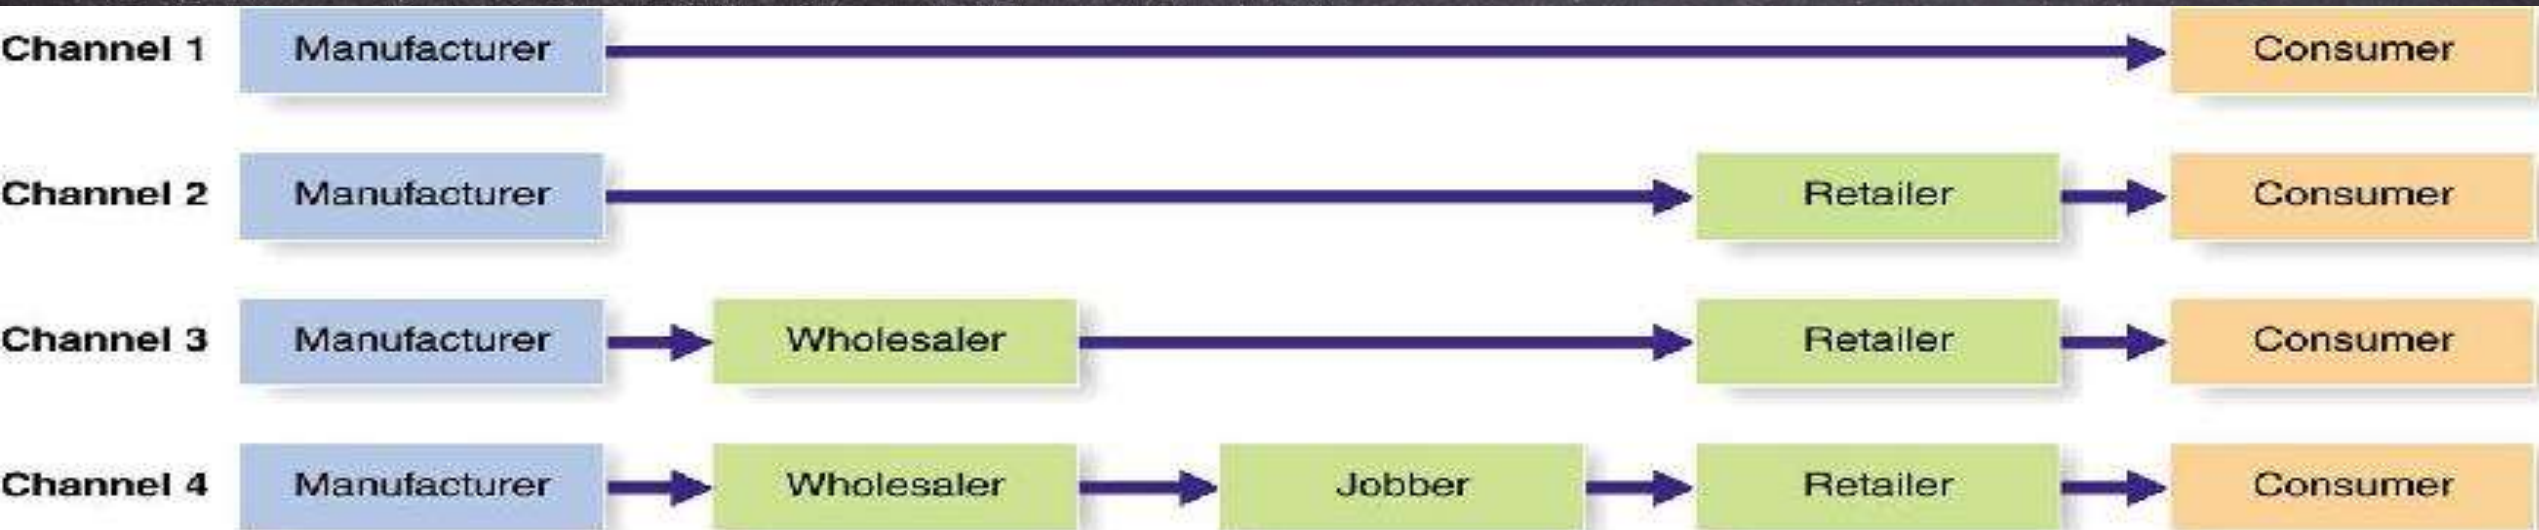 Channel 1 Manufacturer Consumer
Channel 2 Manufacturer Retailer Consumer
Channel 3 Manufacturer Wholesaler Retailer Consumer
Channel 4 Manufacturer Wholesaler Jobber Retailer Consumer